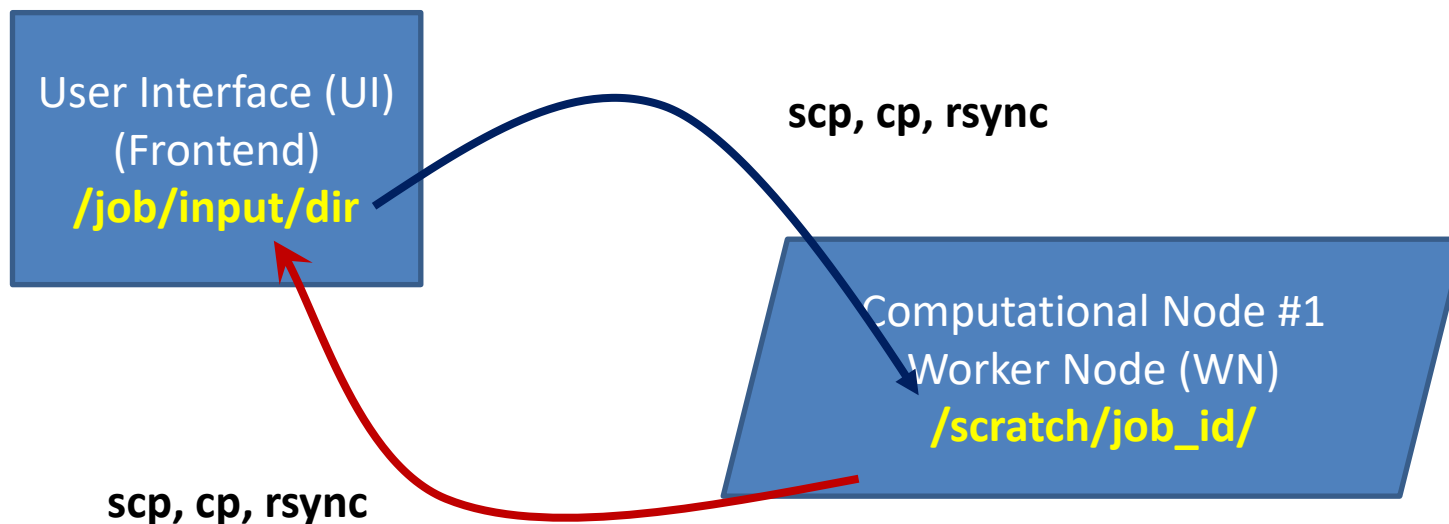 User Interface (UI)
(Frontend)
/job/input/dir
scp, cp, rsync
Computational Node #1
Worker Node (WN)
/scratch/job_id/
scp, cp, rsync